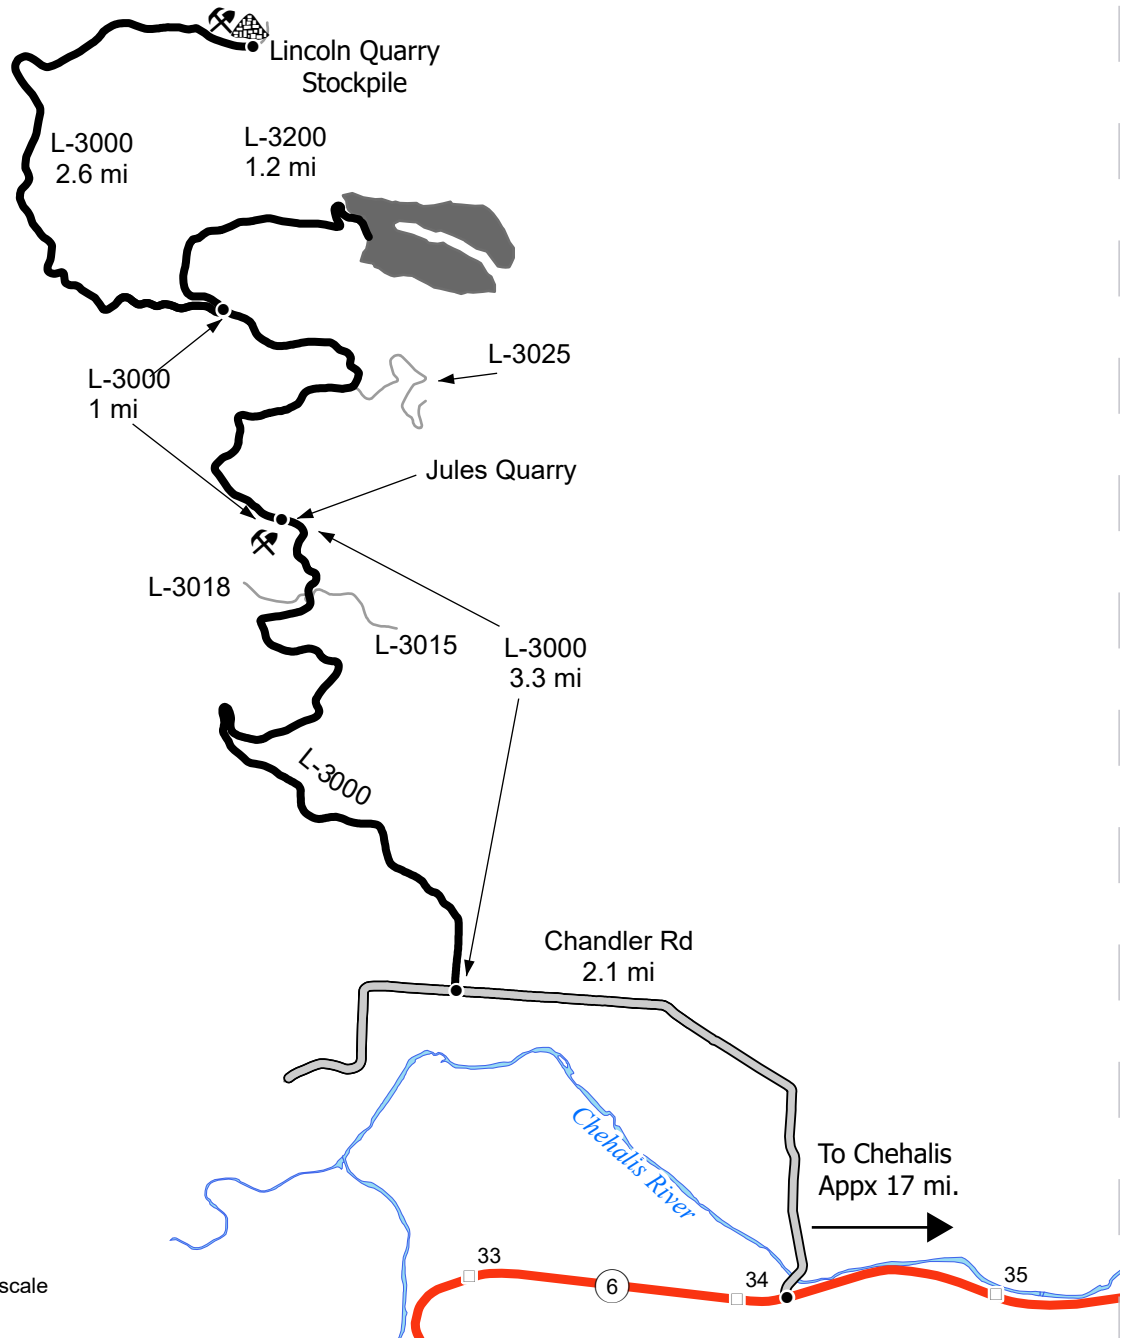 Lincoln Quarry
Stockpile
L-3000
2.6 mi
L-3200
1.2 mi
L-3025
L-3000
1 mi
Jules Quarry
L-3018
L-3015
L-3000
3.3 mi
L-3000
Chandler Rd
2.1 mi
Chehalis River
To Chehalis
Appx 17 mi.
33
6
34
35
scale